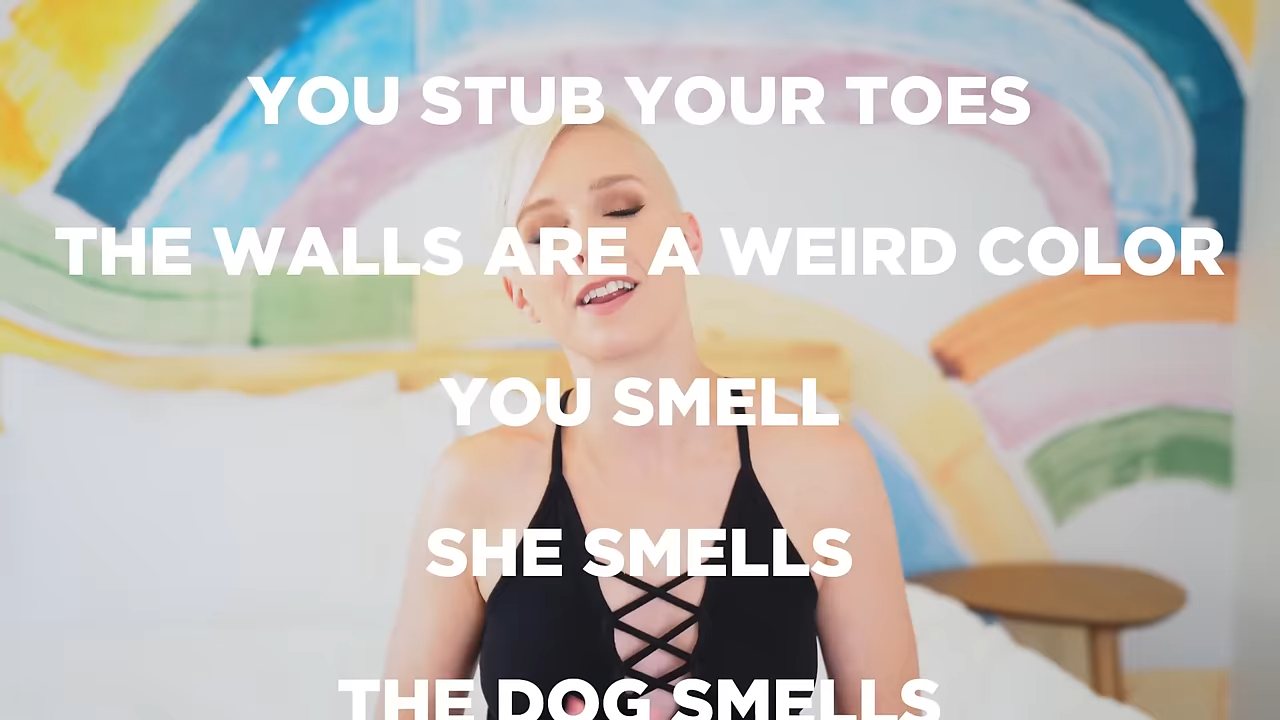 YOU STUB YOUR TOES
THE WALLS ARE A WEIRD COLOR
YOU SMELL
SHE SMELLS
THE DOG SMELLS